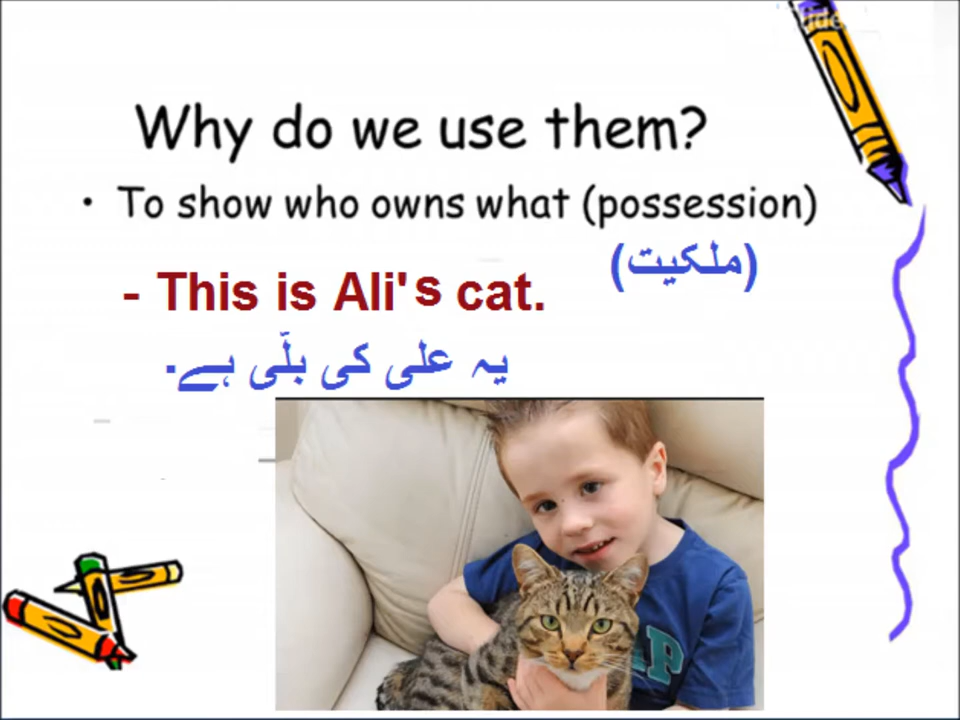 Why do we use them?
• To show who owns what (possession)
(ملکیت)
- This is Ali's cat.
یہ علی کی بلّی ہے۔